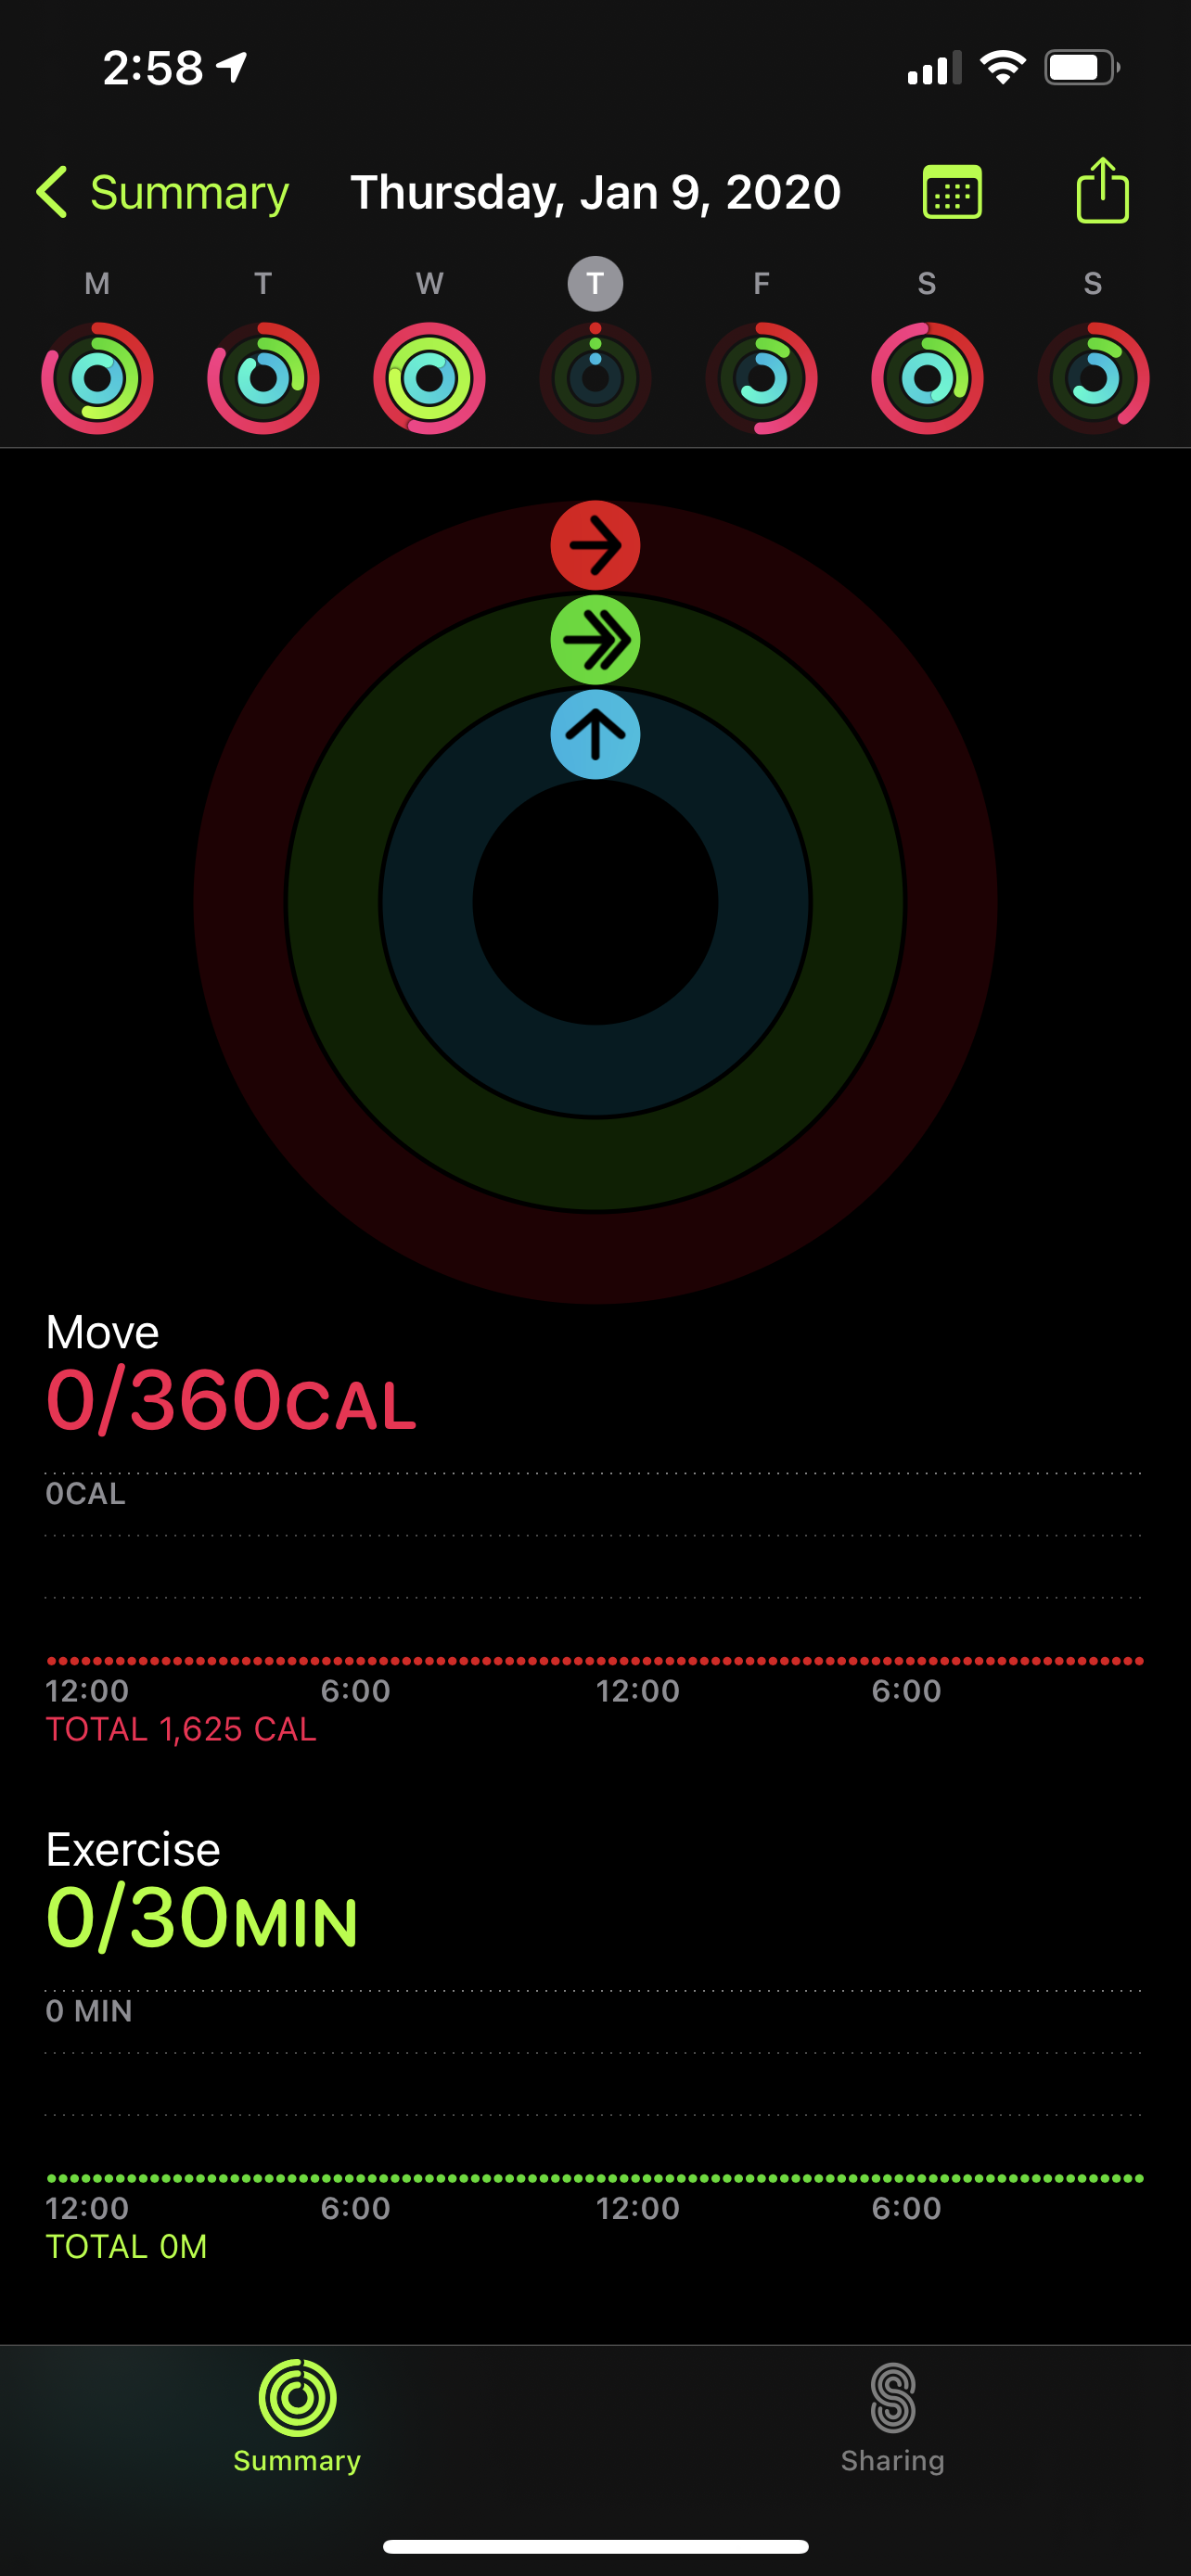 2:58
Summary Thursday, Jan 9, 2020
M T W T F S S
Move
0/360CAL
0CAL
12:00 6:00 12:00 6:00
TOTAL 1,625 CAL
Exercise
0/30MIN
0 MIN
12:00 6:00 12:00 6:00
TOTAL 0M
Summary Sharing